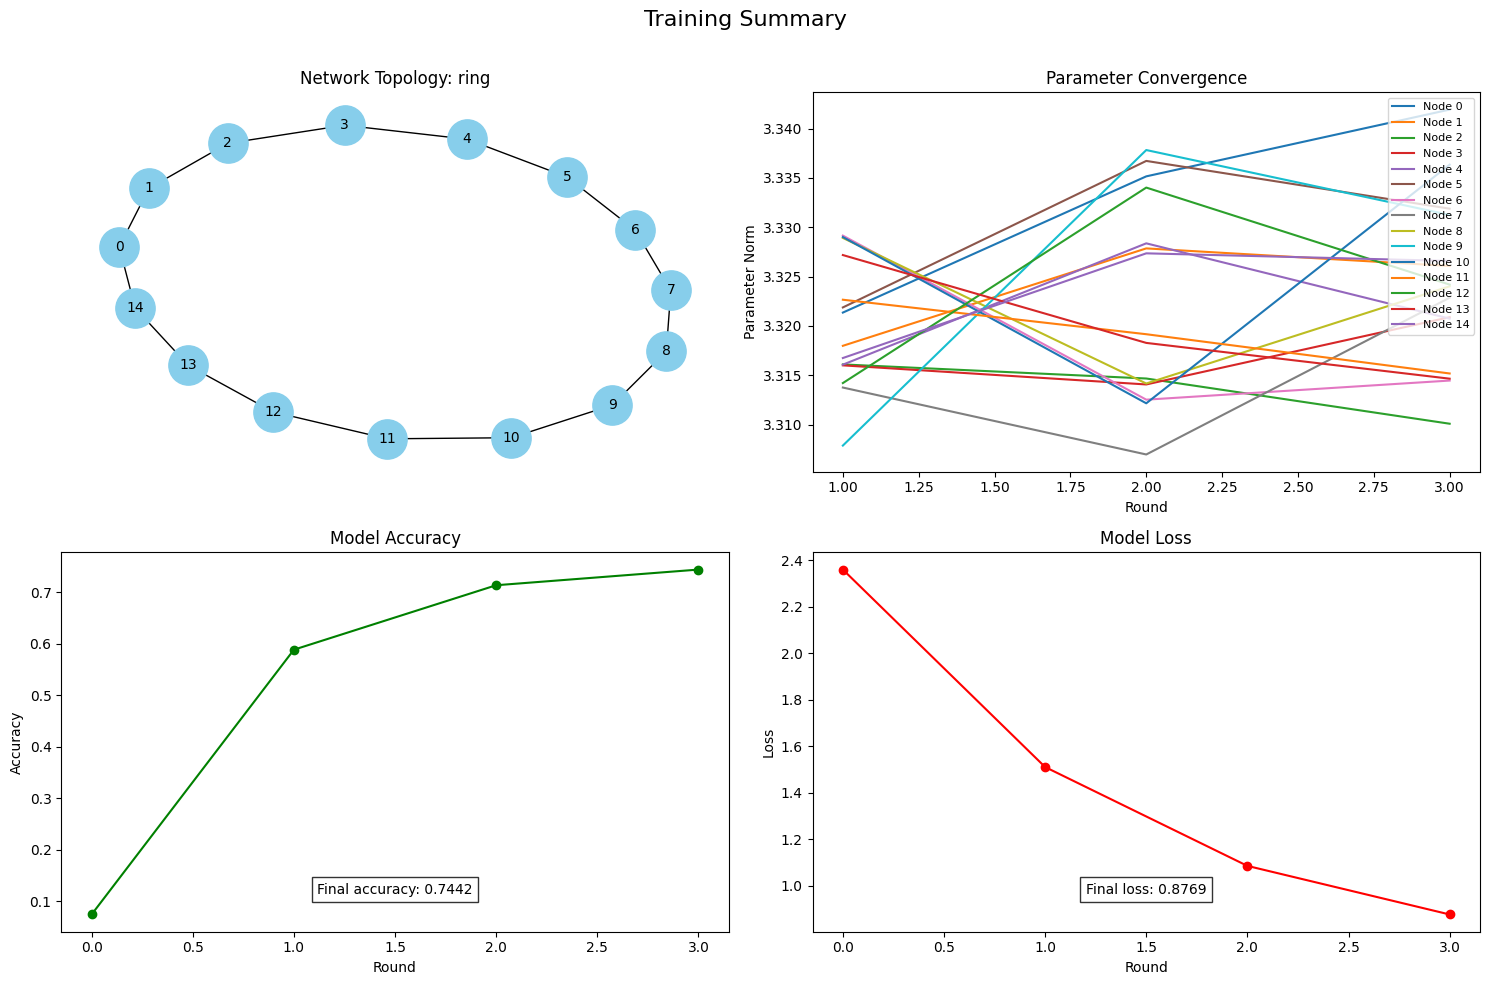 Training Summary
Network Topology: ring
3
4
2
5
1
6
0
7
14
8
13
9
12
11
10
Parameter Convergence
Parameter Norm
3.340
3.335
3.330
3.325
3.320
3.315
3.310
Node 0
Node 1
Node 2
Node 3
Node 4
Node 5
Node 6
Node 7
Node 8
Node 9
Node 10
Node 11
Node 12
Node 13
Node 14
1.00 1.25 1.50 1.75 2.00 2.25 2.50 2.75 3.00
Round
Model Accuracy
Accuracy
0.7
0.6
0.5
0.4
0.3
0.2
0.1
Final accuracy: 0.7442
0.0 0.5 1.0 1.5 2.0 2.5 3.0
Round
Model Loss
Loss
2.4
2.2
2.0
1.8
1.6
1.4
1.2
1.0
Final loss: 0.8769
0.0 0.5 1.0 1.5 2.0 2.5 3.0
Round